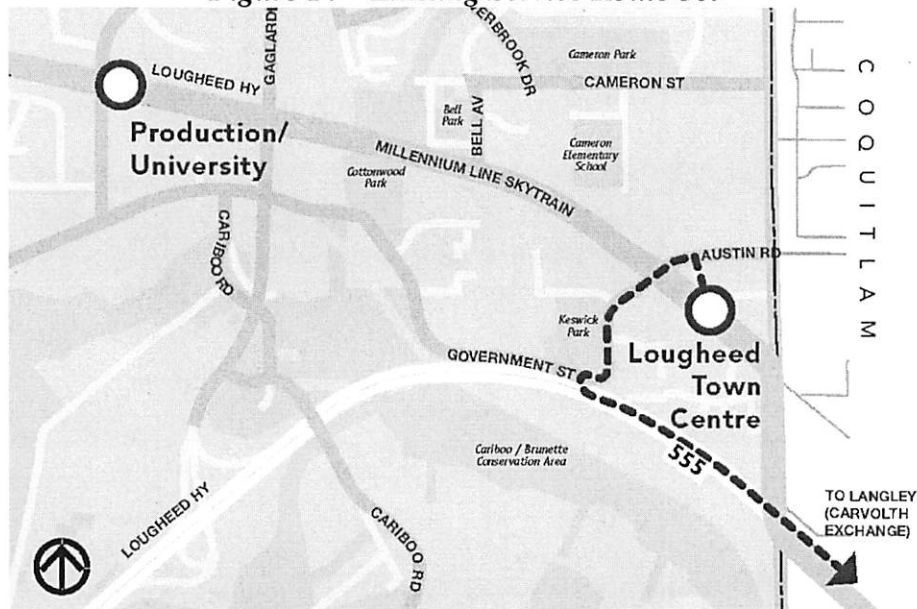 LOUGHEED HY
GAGLARDI
ERBROOK DR
Cameron Park
CAMERON ST
Production/
University
Bell
Park
BELL AV
Cameron
Elementary
School
MILLENNIUM LINE SKYTRAIN
Cottonwood
Park
CARIBOO RD
COQUITLAM
AUSTIN RD
Keswick
Park
Lougheed
Town
Centre
GOVERNMENT ST
555
Cariboo / Brunette
Conservation Area
TO LANGLEY
(CARVOLTH
EXCHANGE)
LOUGHEED HY
CARIBOO RD